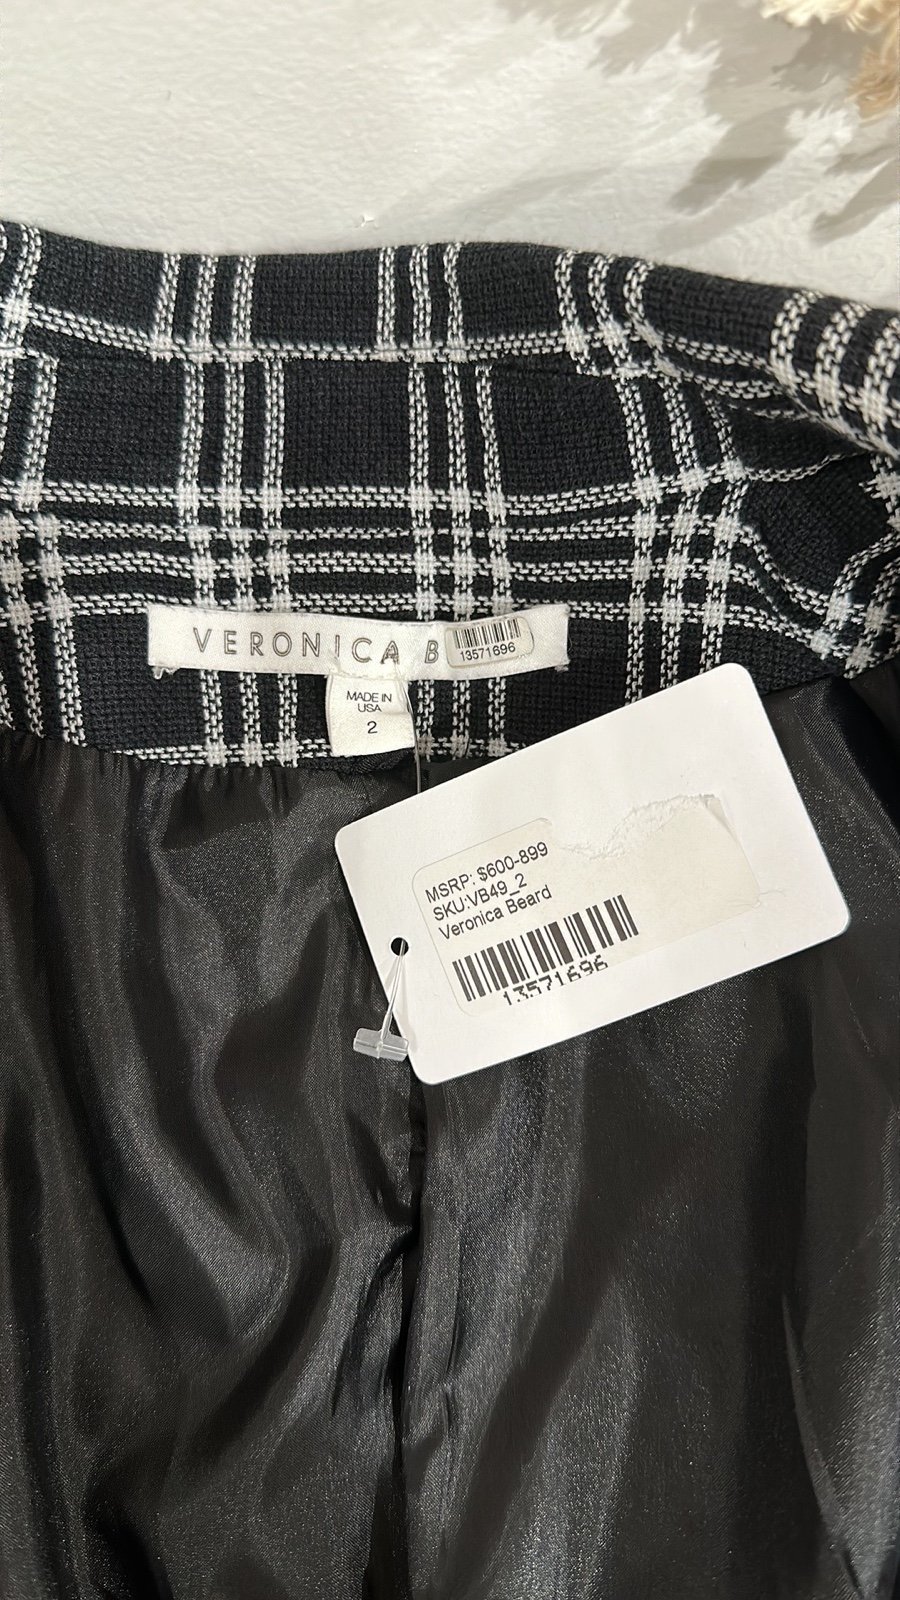 VERONICA B
13571696
MADE IN
USA
2
MSRP: $600-899
SKU:VB49_2
Veronica Beard
13571696